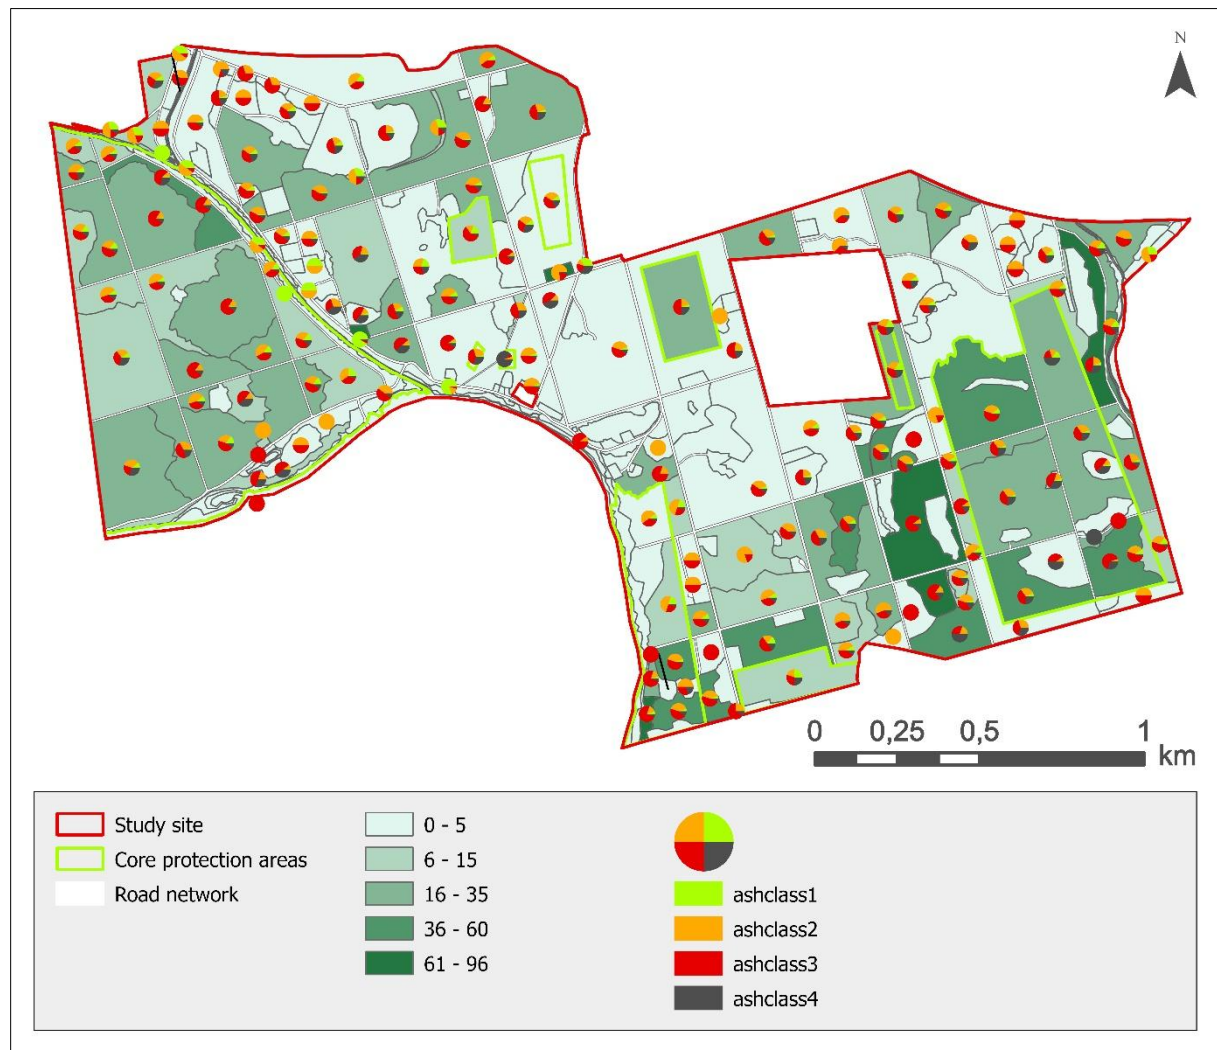 N
0 0,25 0,5 1
km
Study site
Core protection areas
Road network
0 - 5
6 - 15
16 - 35
36 - 60
61 - 96
ashclass1
ashclass2
ashclass3
ashclass4